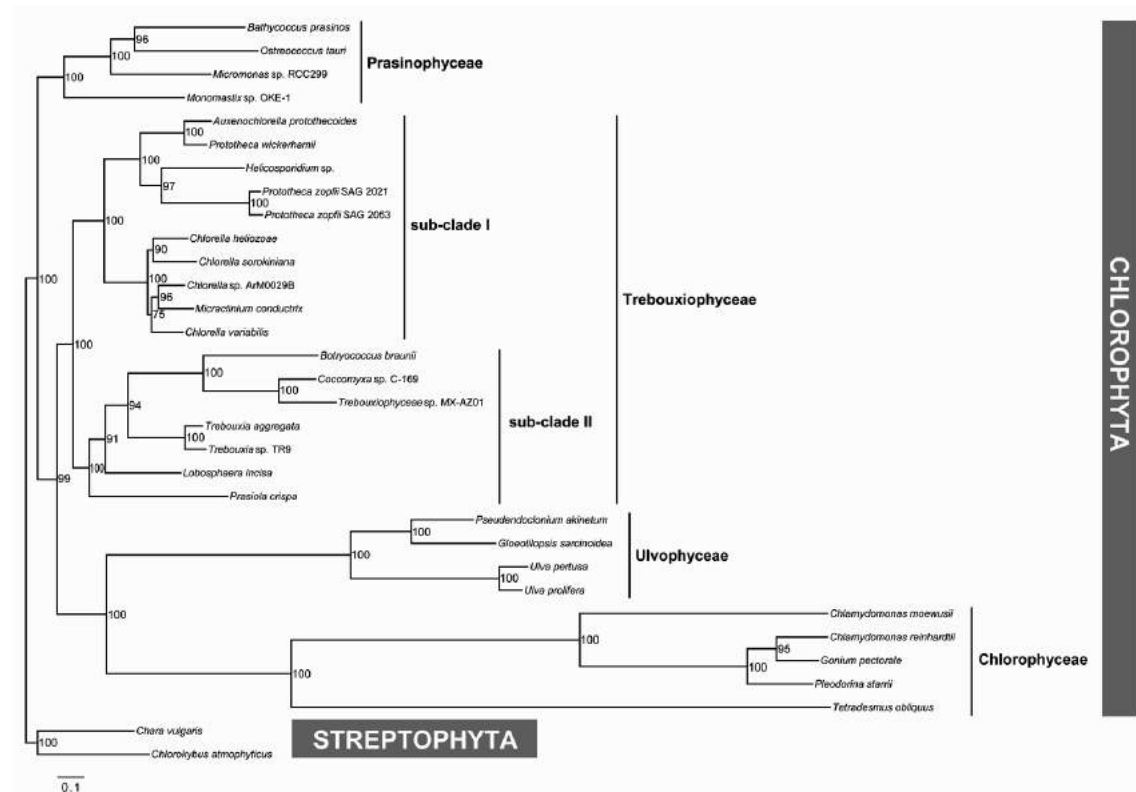 Bathycoccus prasinos
96
Ostreococcus tauri
100
Micromonas sp. RCC299
Prasinophyceae
100
Monomastix sp. OKE-1
Auxenochlorella protothecoides
100
Prototheca wickerhamii
100
Helicosporidium sp.
97
Prototheca zopfii SAG 2021
100
Prototheca zopfii SAG 2063
100
sub-clade I
Chlorella heliozoae
90
Chlorella sorokiniana
100
100
Chlorella sp. ArM0029B
96
Micractinium conductrix
75
Chlorella variabilis
Trebouxiophyceae
CHLOROPHYTA
100
Botryococcus braunii
100
Coccomyxa sp. C-169
100
Trebouxiophyceae sp. MX-AZ01
94
sub-clade II
Trebouxia aggregata
91
100
Trebouxia sp. TR9
100
Lobosphaera incisa
99
Prasiola crispa
Pseudendoclonium akinetum
100
Gloeotilopsis sarcinoidea
100
Ulvophyceae
Ulva pertusa
100
Ulva prolifera
100
Chlamydomonas moewusii
100
Chlamydomonas reinhardtii
95
Gonium pectorale
100
Chlorophyceae
100
Pleodorina starrii
Tetradesmus obliquus
Chara vulgaris
100
STREPTOPHYTA
Chlorokybus atmophyticus
0.1